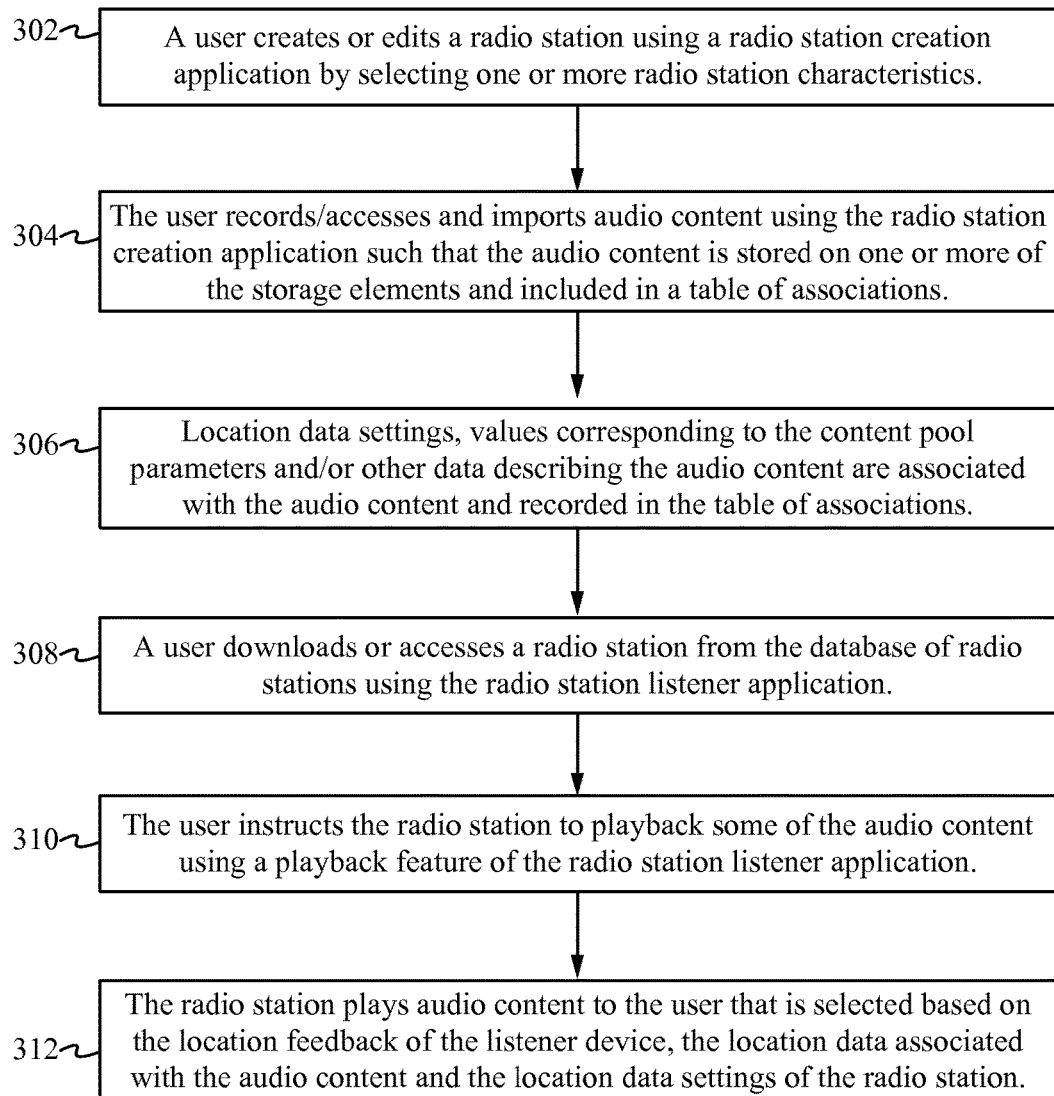 302
A user creates or edits a radio station using a radio station creation
application by selecting one or more radio station characteristics.
304
The user records/accesses and imports audio content using the radio station
creation application such that the audio content is stored on one or more of
the storage elements and included in a table of associations.
306
Location data settings, values corresponding to the content pool
parameters and/or other data describing the audio content are associated
with the audio content and recorded in the table of associations.
308
A user downloads or accesses a radio station from the database of radio
stations using the radio station listener application.
310
The user instructs the radio station to playback some of the audio content
using a playback feature of the radio station listener application.
312
The radio station plays audio content to the user that is selected based on
the location feedback of the listener device, the location data associated
with the audio content and the location data settings of the radio station.